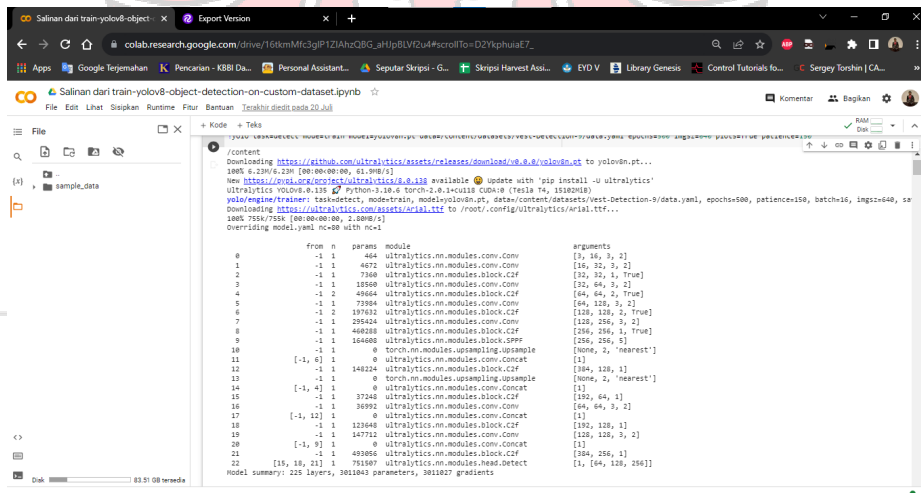 Salinan dari train-yolov8-object- Export Version
colab.research.google.com/drive/16tkmMfc3gIP1ZIAhzQBG_aHJpBLVf2u4#scrollTo=D2YkphuiaE7_
Apps Google Terjemahan Pencarian - KBBI Da... Personal Assistant... Seputar Skripsi - G... Skripsi Harvest Assi... EYD V Library Genesis Control Tutorials fo... Sergey Torshin | CA...
Salinan dari train-yolov8-object-detection-on-custom-dataset.ipynb
Komentar Bagikan
File Edit Lihat Sisipkan Runtime Fitur Bantuan Terakhir diedit pada 20 Juli
File + Kode + Teks RAM Disk
..
sample_data
!yolo task=detect mode=train model=yolov8n.pt data=/content/datasets/Vest-Detection-9/data.yaml epochs=500 imgsz=640 plots=True patience=150
/content
Downloading https://github.com/ultralytics/assets/releases/download/v0.0.0/yolov8n.pt to yolov8n.pt...
100% 6.23M/6.23M [00:00<00:00, 61.9MB/s]
New https://pypi.org/project/ultralytics/8.0.138 available 😃 Update with 'pip install -U ultralytics'
Ultralytics YOLOv8.0.135 🚀 Python-3.10.6 torch-2.0.1+cu118 CUDA:0 (Tesla T4, 15102MiB)
yolo/engine/trainer: task=detect, mode=train, model=yolov8n.pt, data=/content/datasets/Vest-Detection-9/data.yaml, epochs=500, patience=150, batch=16, imgsz=640, sa
Downloading https://ultralytics.com/assets/Arial.ttf to /root/.config/Ultralytics/Arial.ttf...
100% 755k/755k [00:00<00:00, 2.80MB/s]
Overriding model.yaml nc=80 with nc=1
from n params module arguments
0 -1 1 464 ultralytics.nn.modules.conv.Conv [3, 16, 3, 2]
1 -1 1 4672 ultralytics.nn.modules.conv.Conv [16, 32, 3, 2]
2 -1 1 7360 ultralytics.nn.modules.block.C2f [32, 32, 1, True]
3 -1 1 18560 ultralytics.nn.modules.conv.Conv [32, 64, 3, 2]
4 -1 2 49664 ultralytics.nn.modules.block.C2f [64, 64, 2, True]
5 -1 1 73984 ultralytics.nn.modules.conv.Conv [64, 128, 3, 2]
6 -1 2 197632 ultralytics.nn.modules.block.C2f [128, 128, 2, True]
7 -1 1 295424 ultralytics.nn.modules.conv.Conv [128, 256, 3, 2]
8 -1 1 460288 ultralytics.nn.modules.block.C2f [256, 256, 1, True]
9 -1 1 164608 ultralytics.nn.modules.block.SPPF [256, 256, 5]
10 -1 1 0 torch.nn.modules.upsampling.Upsample [None, 2, 'nearest']
11 [-1, 6] 1 0 ultralytics.nn.modules.conv.Concat [1]
12 -1 1 148224 ultralytics.nn.modules.block.C2f [384, 128, 1]
13 -1 1 0 torch.nn.modules.upsampling.Upsample [None, 2, 'nearest']
14 [-1, 4] 1 0 ultralytics.nn.modules.conv.Concat [1]
15 -1 1 37248 ultralytics.nn.modules.block.C2f [192, 64, 1]
16 -1 1 36992 ultralytics.nn.modules.conv.Conv [64, 64, 3, 2]
17 [-1, 12] 1 0 ultralytics.nn.modules.conv.Concat [1]
18 -1 1 123648 ultralytics.nn.modules.block.C2f [192, 128, 1]
19 -1 1 147712 ultralytics.nn.modules.conv.Conv [128, 128, 3, 2]
20 [-1, 9] 1 0 ultralytics.nn.modules.conv.Concat [1]
21 -1 1 493056 ultralytics.nn.modules.block.C2f [384, 256, 1]
22 [15, 18, 21] 1 751507 ultralytics.nn.modules.head.Detect [1, [64, 128, 256]]
Model summary: 225 layers, 3011043 parameters, 3011027 gradients
Disk 83.51 GB tersedia